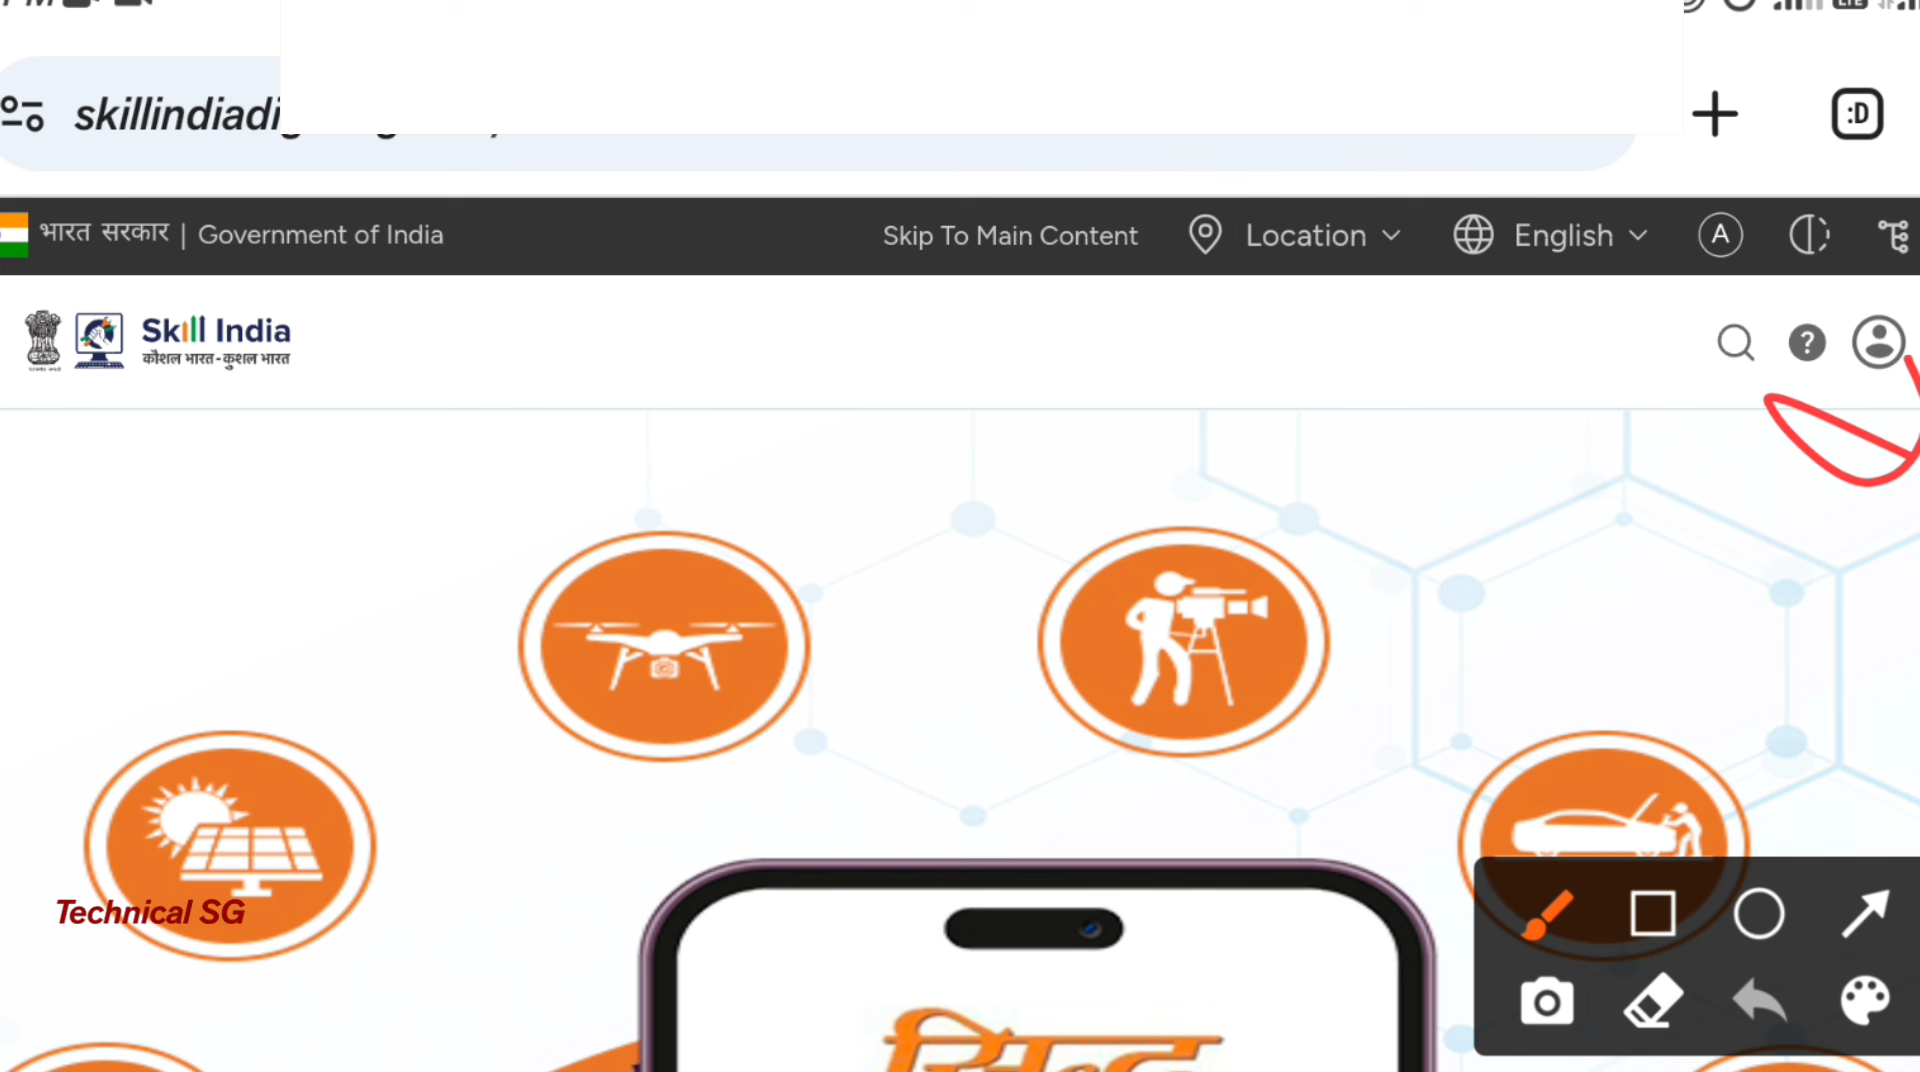 skillindiadi
:D
भारत सरकार | Government of India
Skip To Main Content
Location
English
A
Skill India
कौशल भारत-कुशल भारत
?
Technical SG